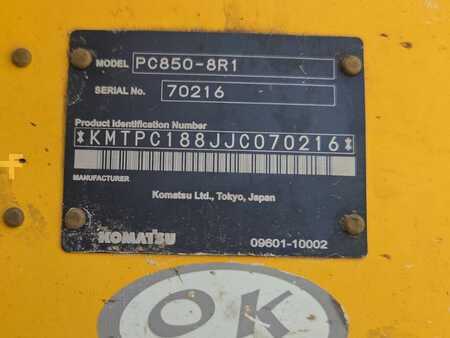 MODEL PC850-8R1
SERIAL No. 70216
Product Identification Number
*KMTPC188JJC070216*
MANUFACTURER
Komatsu Ltd., Tokyo, Japan
KOMATSU 09601-10002
OK